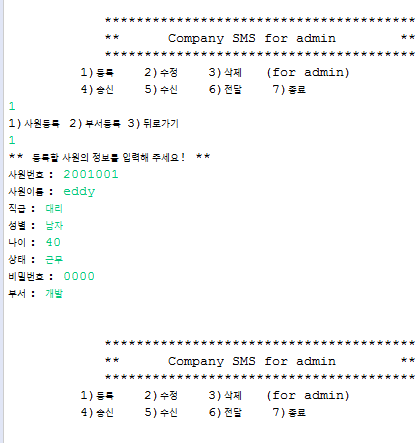 ****************************************
** Company SMS for admin **
****************************************
1)등록 2)수정 3)삭제 (for admin)
4)송신 5)수신 6)전달 7)종료
1
1)사원등록 2)부서등록 3)뒤로가기
1
** 등록할 사원의 정보를 입력해 주세요! **
사원번호 : 2001001
사원이름 : eddy
직급 : 대리
성별 : 남자
나이 : 40
상태 : 근무
비밀번호 : 0000
부서 : 개발
****************************************
** Company SMS for admin **
****************************************
1)등록 2)수정 3)삭제 (for admin)
4)송신 5)수신 6)전달 7)종료